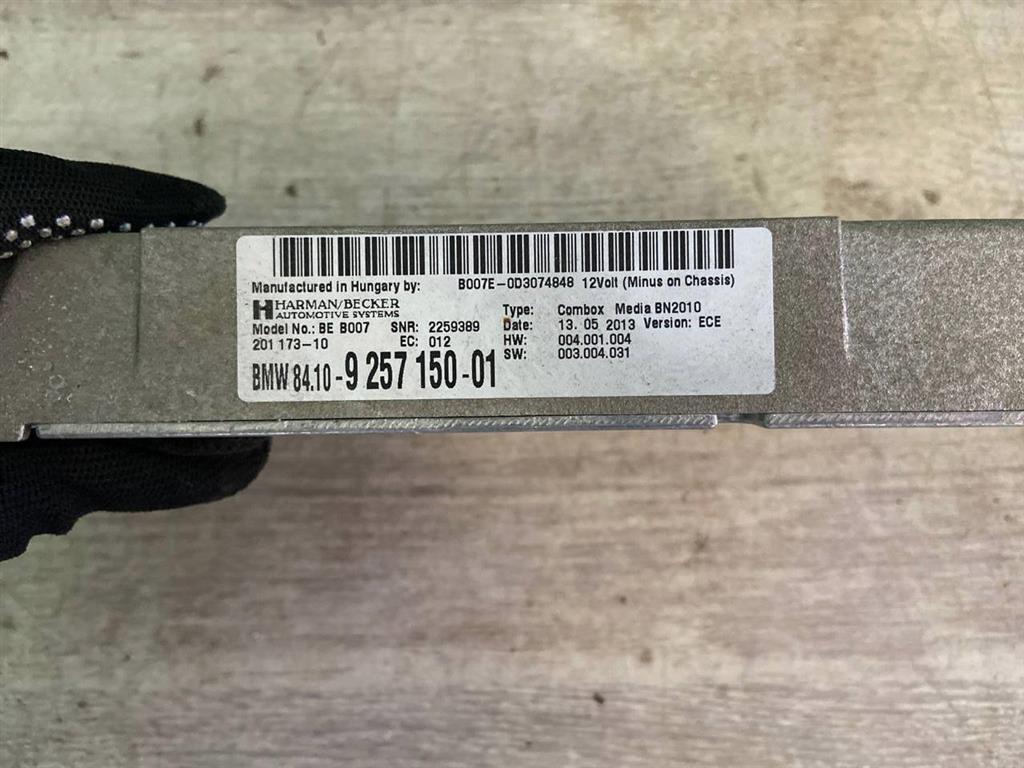 Manufactured in Hungary by: B007E-0D3074848 12Volt (Minus on Chassis)
HARMAN/BECKER
AUTOMOTIVE SYSTEMS
Type: Combox Media BN2010
Model No.: BE B007 SNR: 2259389 Date: 13. 05 2013 Version: ECE
201 173-10 EC: 012 HW: 004.001.004
SW: 003.004.031
BMW 84.10-9 257 150-01